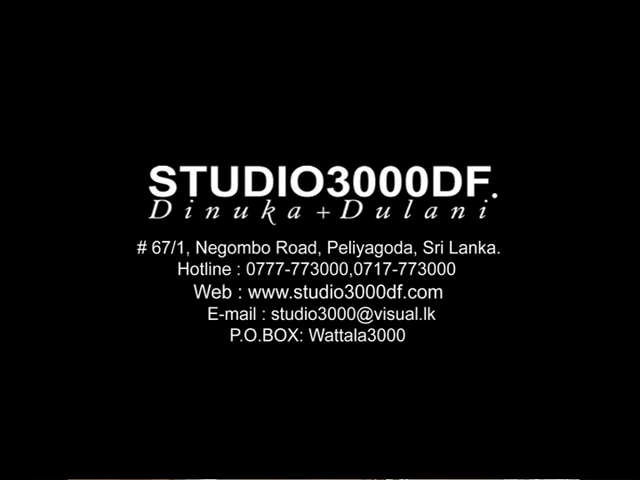 STUDIO3000DF.
Dinuka + Dulani
# 67/1, Negombo Road, Peliyagoda, Sri Lanka.
Hotline : 0777-773000,0717-773000
Web : www.studio3000df.com
E-mail : studio3000@visual.lk
P.O.BOX: Wattala3000